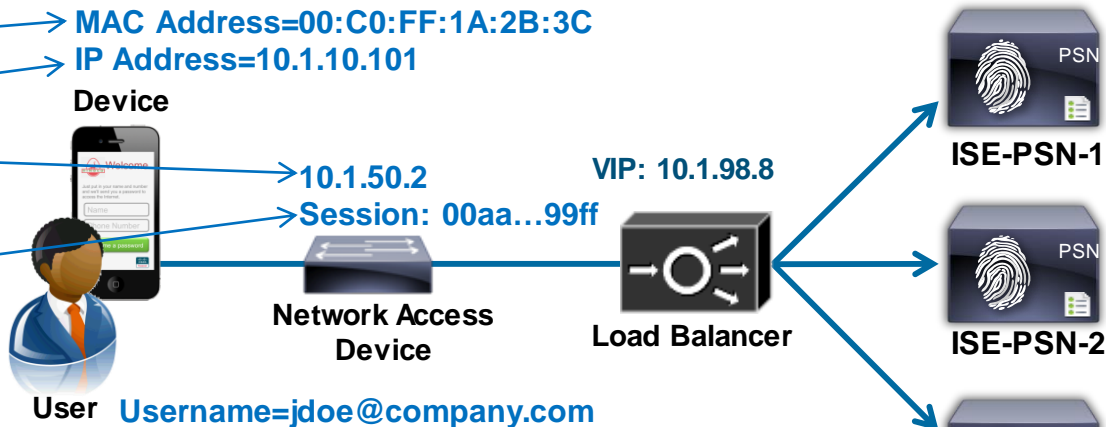 MAC Address=00:C0:FF:1A:2B:3C
IP Address=10.1.10.101
Device
Welcome
Name
10.1.50.2
Session: 00aa…99ff
VIP: 10.1.98.8
PSN
ISE-PSN-1
PSN
ISE-PSN-2
Network Access
Device
Load Balancer
User
Username=jdoe@company.com